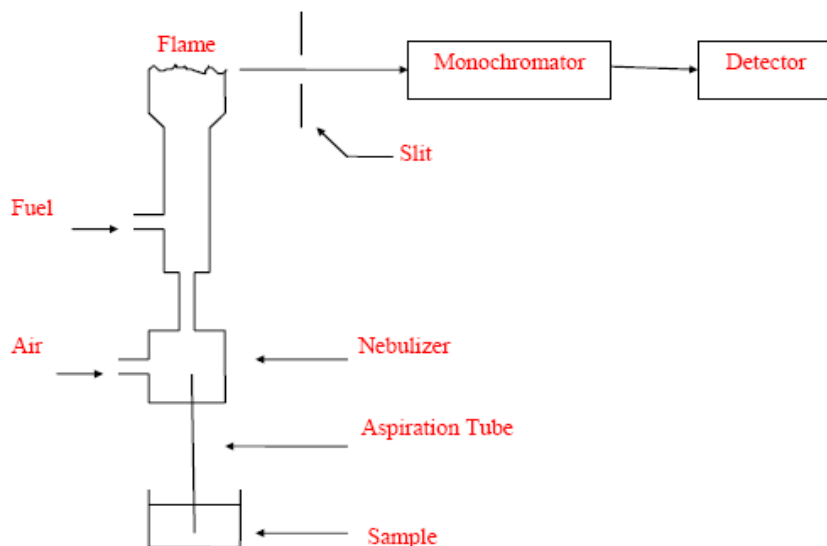 Flame
Monochromator
Detector
Slit
Fuel
Air
Nebulizer
Aspiration Tube
Sample